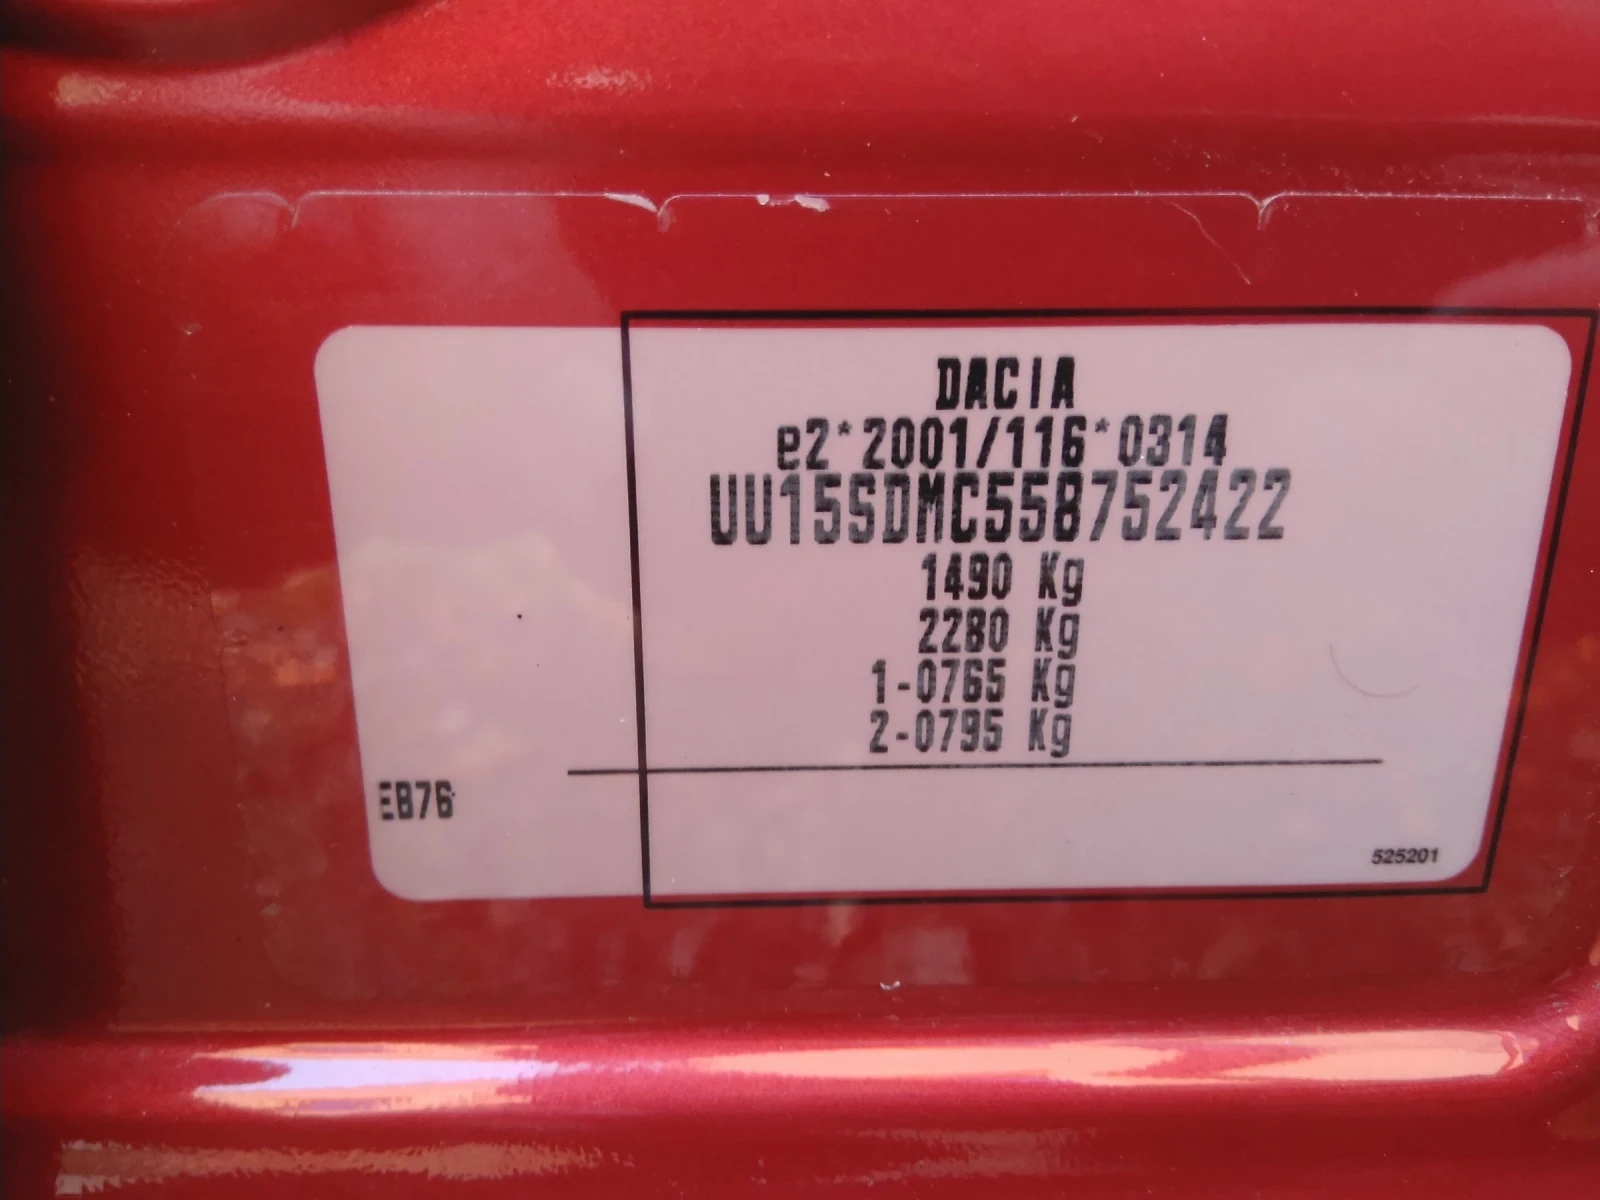 DACIA
e2*2001/116*0314
UU15SDMC558752422
1490 Kg
2280 Kg
1-0765 Kg
2-0795 Kg
EB76
525201